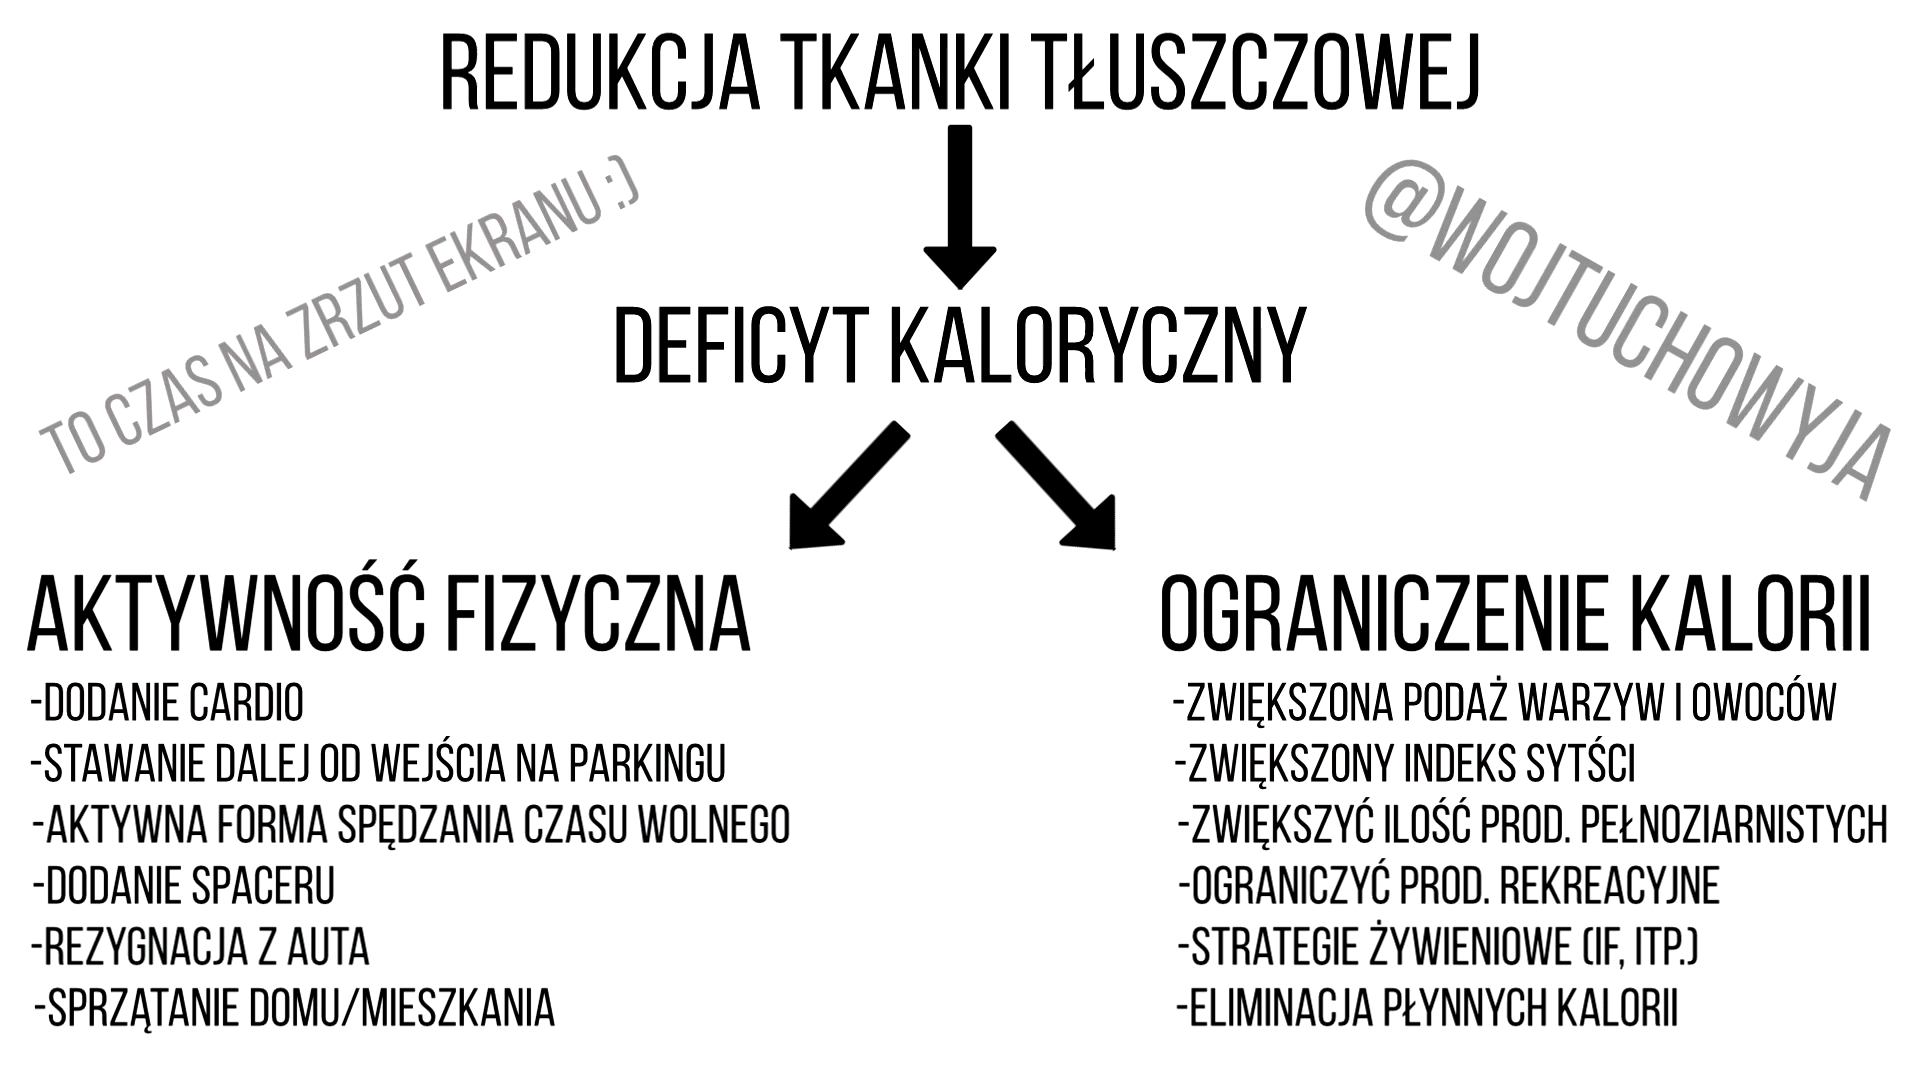 REDUKCJA TKANKI TŁUSZCZOWEJ
TO CZAS NA ZRZUT EKRANU :)
@WOJTUCHOWYJA
DEFICYT KALORYCZNY
AKTYWNOŚĆ FIZYCZNA
-DODANIE CARDIO
-STAWANIE DALEJ OD WEJŚCIA NA PARKINGU
-AKTYWNA FORMA SPĘDZANIA CZASU WOLNEGO
-DODANIE SPACERU
-REZYGNACJA Z AUTA
-SPRZĄTANIE DOMU/MIESZKANIA
OGRANICZENIE KALORII
-ZWIĘKSZONA PODAŻ WARZYW I OWOCÓW
-ZWIĘKSZONY INDEKS SYTŚCI
-ZWIĘKSZYĆ ILOŚĆ PROD. PEŁNOZIARNISTYCH
-OGRANICZYĆ PROD. REKREACYJNE
-STRATEGIE ŻYWIENIOWE (IF, ITP.)
-ELIMINACJA PŁYNNYCH KALORII